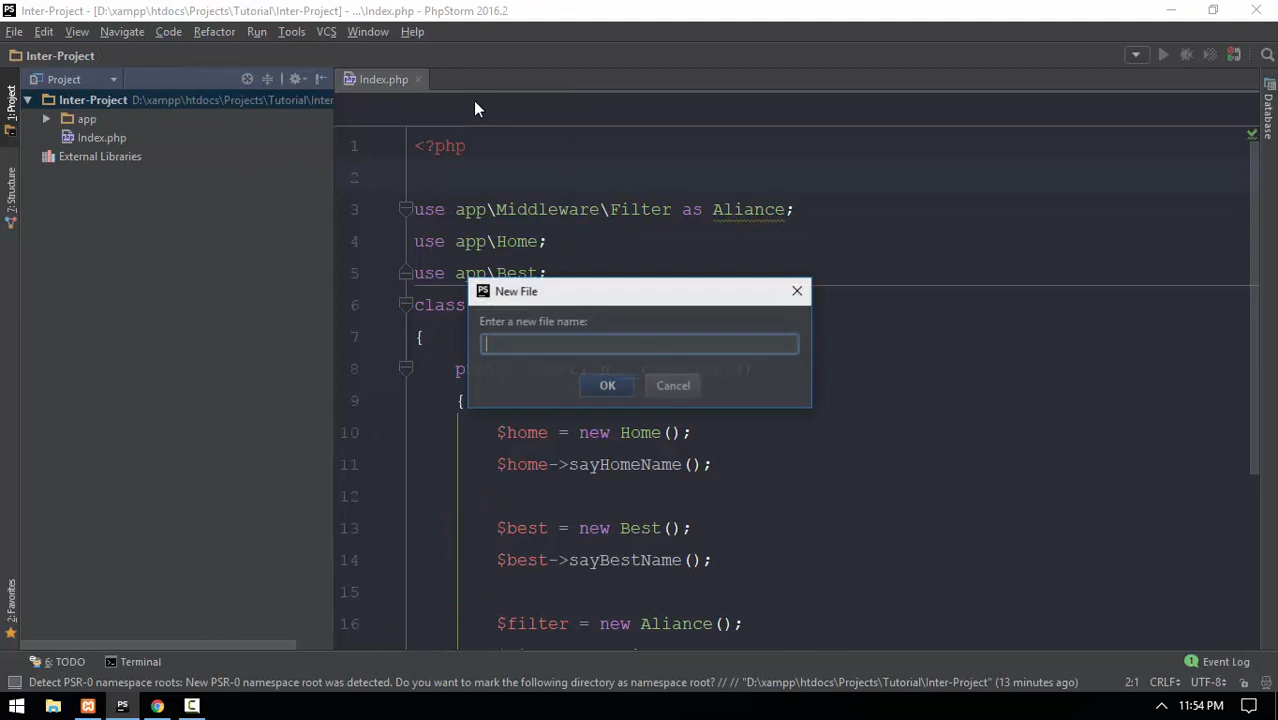 PS Inter-Project - [D:\xampp\htdocs\Projects\Tutorial\Inter-Project] - ...\Index.php - PhpStorm 2016.2
File Edit View Navigate Code Refactor Run Tools VCS Window Help
Inter-Project
1: Project
7: Structure
2: Favorites
Project
Inter-Project D:\xampp\htdocs\Projects\Tutorial\Inter
app
Index.php
External Libraries
Index.php
Database
1 <?php
2
3 use app\Middleware\Filter as Aliance;
4 use app\Home;
5 use app\Best;
6 class
7 {
8
9 {
10 $home = new Home();
11 $home->sayHomeName();
12
13 $best = new Best();
14 $best->sayBestName();
15
16 $filter = new Aliance();
PS New File
Enter a new file name:
OK Cancel
6: TODO Terminal 1 Event Log
Detect PSR-0 namespace roots: New PSR-0 namespace root was detected. Do you want to mark the following directory as namespace root? // // "D:\xampp\htdocs\Projects\Tutorial\Inter-Project" (13 minutes ago) 2:1 CRLF UTF-8
PS 11:54 PM